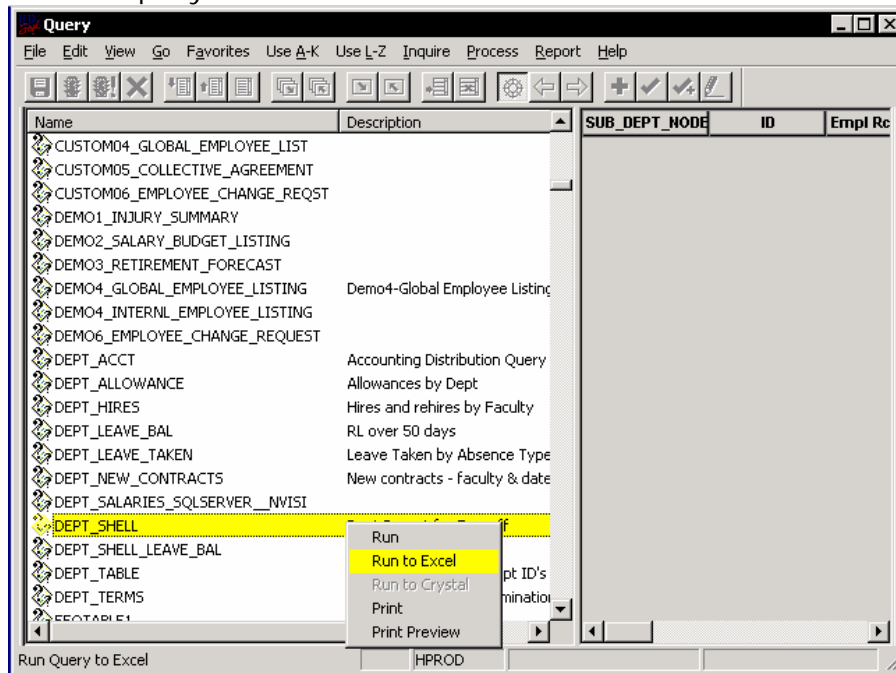 Query
File Edit View Go Favorites Use A-K Use L-Z Inquire Process Report Help
Name Description SUB_DEPT_NODE ID Empl Rc
CUSTOM04_GLOBAL_EMPLOYEE_LIST
CUSTOM05_COLLECTIVE_AGREEMENT
CUSTOM06_EMPLOYEE_CHANGE_REQST
DEMO1_INJURY_SUMMARY
DEMO2_SALARY_BUDGET_LISTING
DEMO3_RETIREMENT_FORECAST
DEMO4_GLOBAL_EMPLOYEE_LISTING Demo4-Global Employee Listing
DEMO4_INTERNL_EMPLOYEE_LISTING
DEMO6_EMPLOYEE_CHANGE_REQUEST
DEPT_ACCT Accounting Distribution Query
DEPT_ALLOWANCE Allowances by Dept
DEPT_HIRES Hires and rehires by Faculty
DEPT_LEAVE_BAL RL over 50 days
DEPT_LEAVE_TAKEN Leave Taken by Absence Type
DEPT_NEW_CONTRACTS New contracts - faculty & date
DEPT_SALARIES_SQLSERVER__NVISI
DEPT_SHELL
Run
DEPT_SHELL_LEAVE_BAL Run to Excel
DEPT_TABLE Run to Crystal pt ID's
DEPT_TERMS Print minatio
Print Preview
Run Query to Excel HPROD